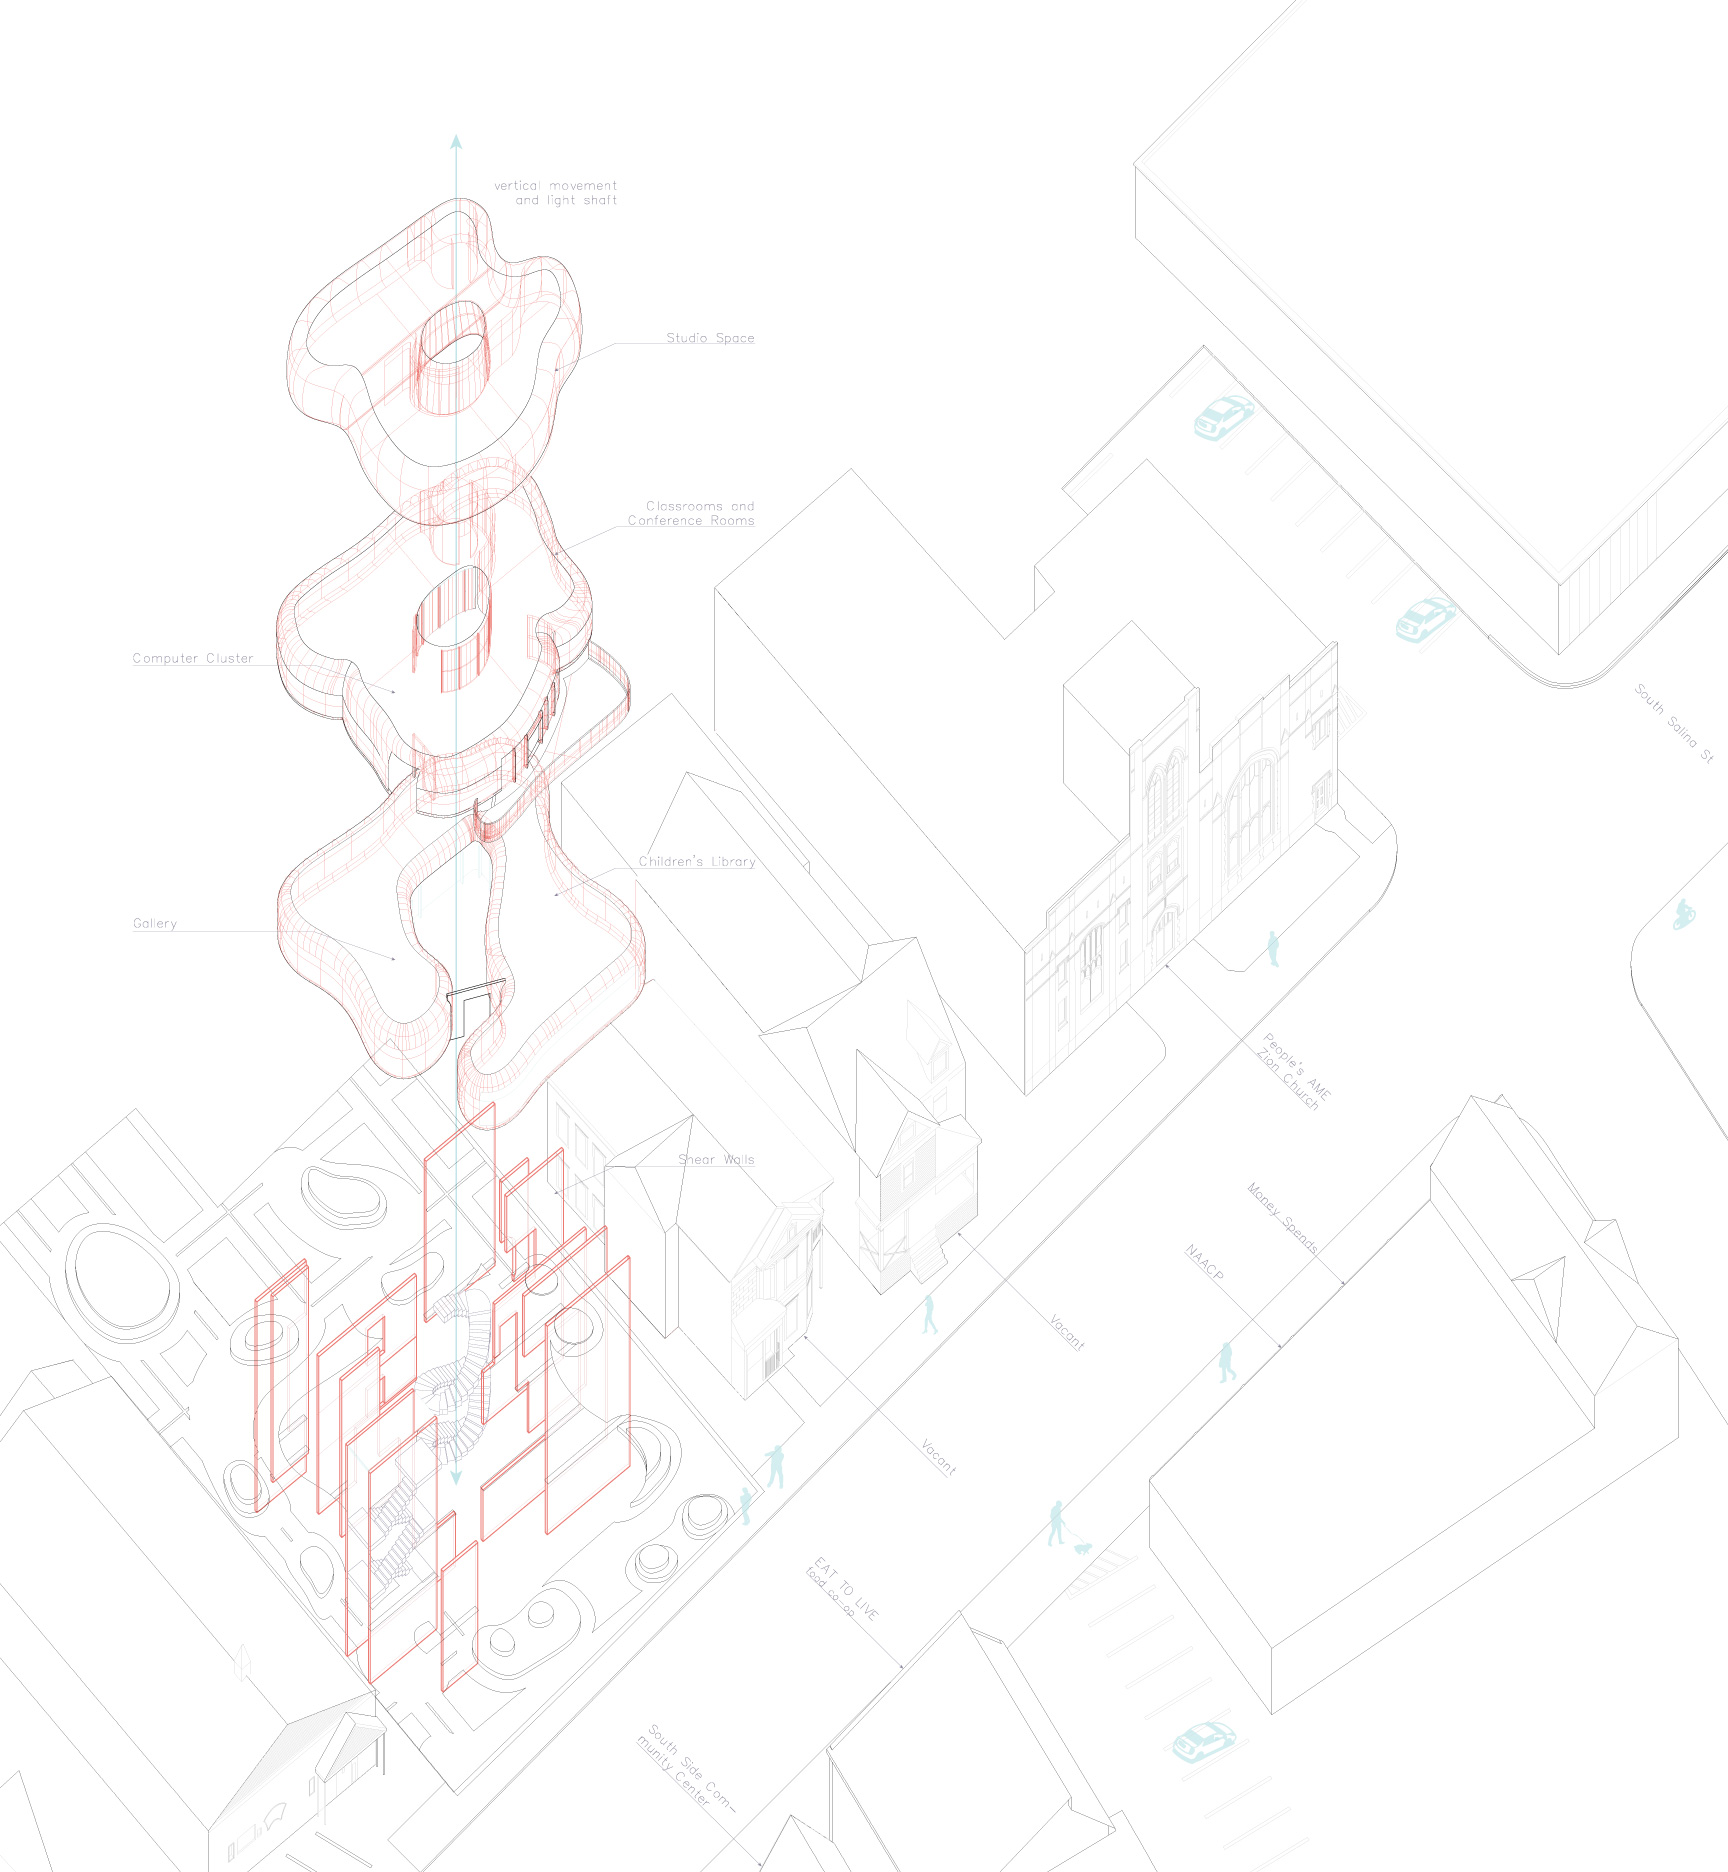 vertical movement
and light shaft
Studio Space
Classrooms and
Conference Rooms
Computer Cluster
South Salina St
Children's Library
Gallery
People's AME
Zion Church
Shear Walls
Money Spends
NAACP
Vacant
Vacant
EAT TO LIVE
food co-op
South Side Com-
munity Center